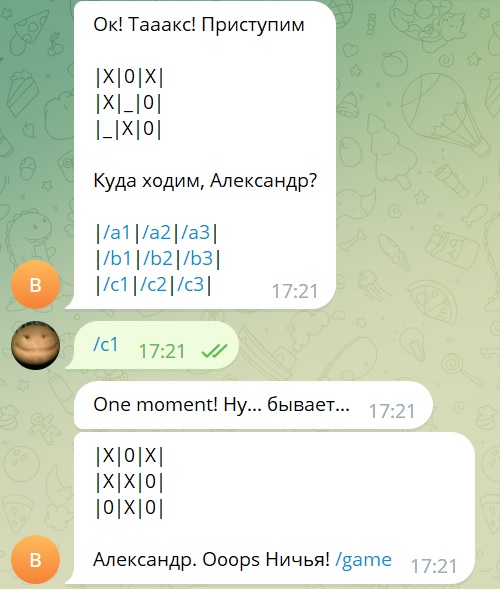 Ок! Тааакс! Приступим
|X|0|X|
|X|_|0|
|_|X|0|
Куда ходим, Александр?
|/a1|/a2|/a3|
|/b1|/b2|/b3|
|/c1|/c2|/c3|
17:21
B
/c1 17:21
One moment! Ну... бывает... 17:21
|X|0|X|
|X|X|0|
|0|X|0|
Александр. Ooops Ничья! /game 17:21
B